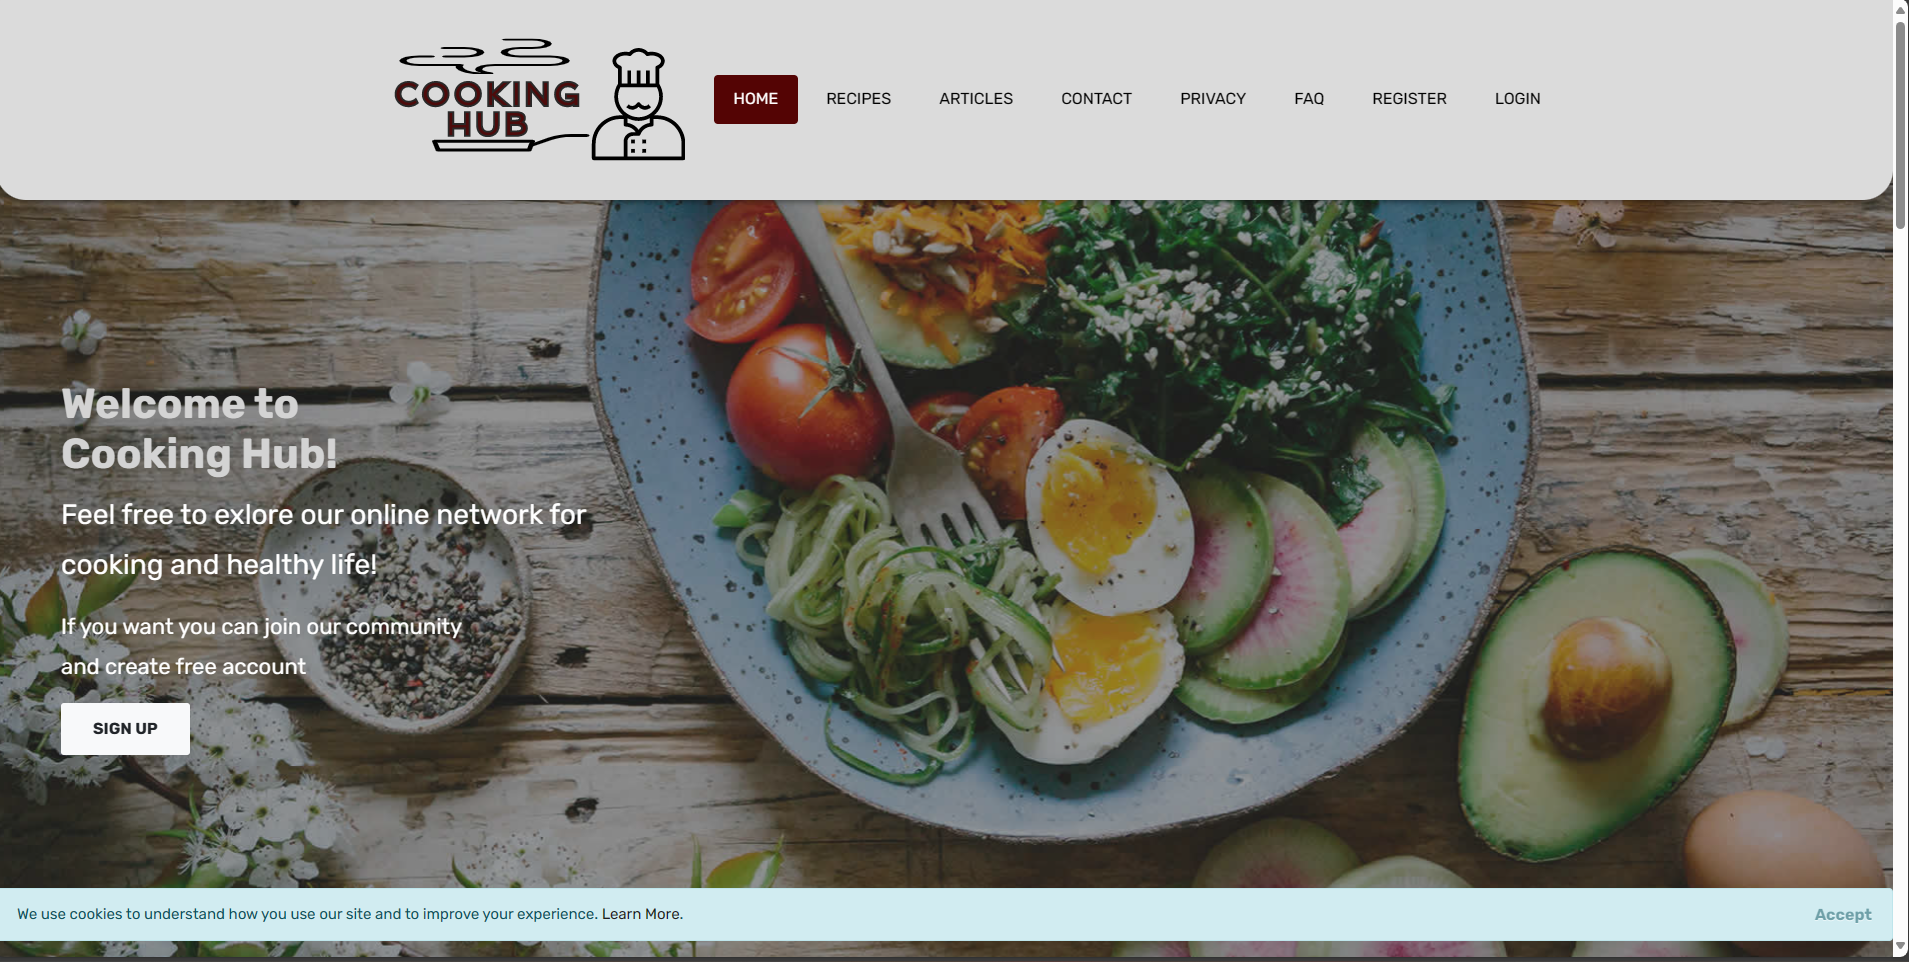 COOKING
HUB
HOME RECIPES ARTICLES CONTACT PRIVACY FAQ REGISTER LOGIN
Welcome to
Cooking Hub!
Feel free to exlore our online network for
cooking and healthy life!
If you want you can join our community
and create free account
SIGN UP
We use cookies to understand how you use our site and to improve your experience. Learn More. Accept